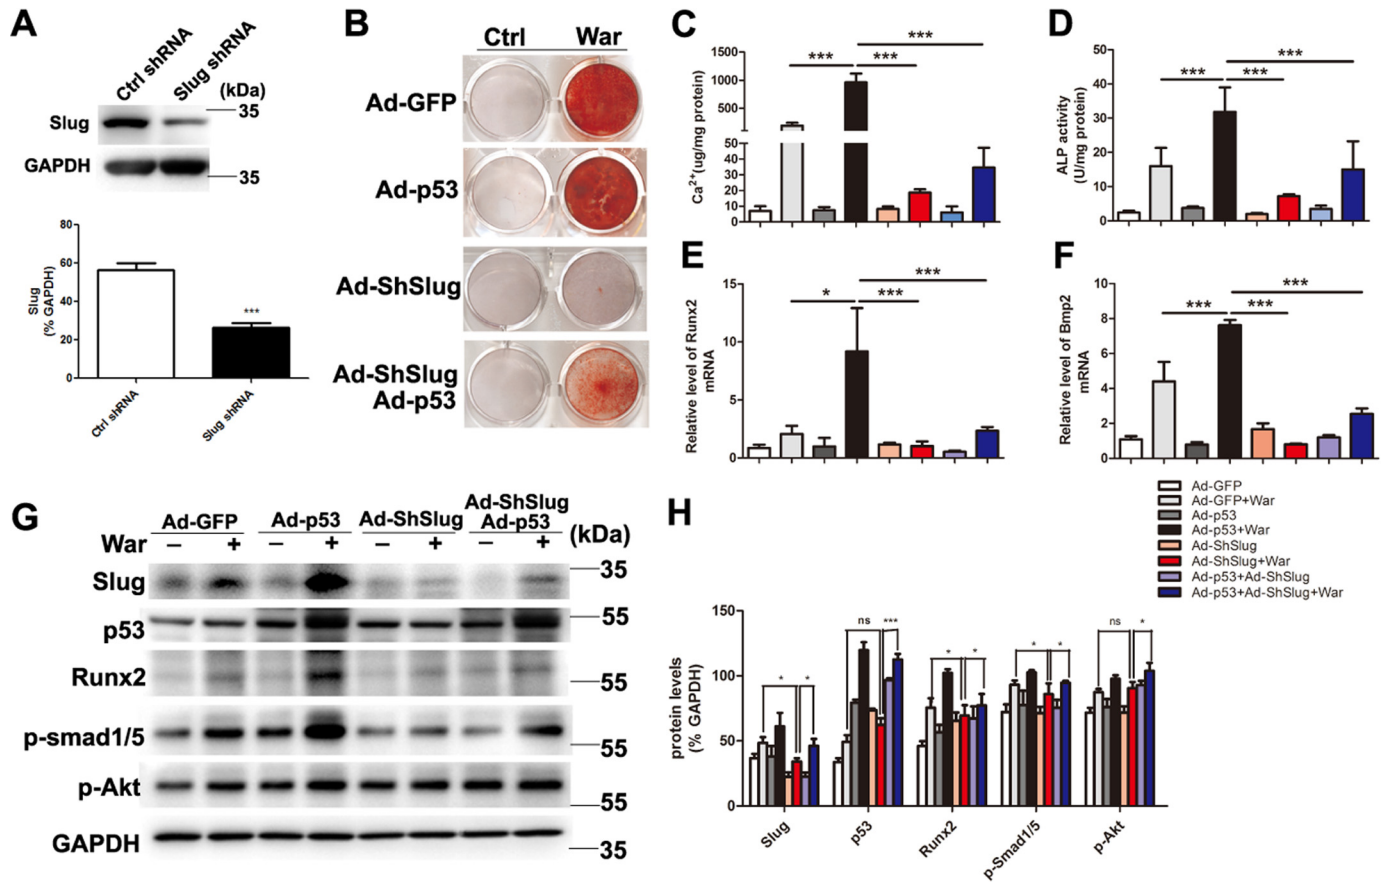 A
Ctrl shRNA
Slug shRNA
(kDa)
Slug
35
GAPDH
35
80
60
40
20
0
Slug
(% GAPDH)
***
Ctrl shRNA
Slug shRNA
B
Ctrl War
Ad-GFP
Ad-p53
Ad-ShSlug
Ad-ShSlug
Ad-p53
C
1500
1000
500
50
40
30
20
10
0
Ca2+(ug/mg protein)
***
***
***
D
50
40
30
20
10
0
ALP activity
(U/mg protein)
***
***
***
E
15
10
5
0
Relative level of Runx2
mRNA
***
*
***
F
10
8
6
4
2
0
Relative level of Bmp2
mRNA
***
***
***
Ad-GFP
Ad-GFP+War
Ad-p53
Ad-p53+War
Ad-ShSlug
Ad-ShSlug+War
Ad-p53+Ad-ShSlug
Ad-p53+Ad-ShSlug+War
G
Ad-GFP Ad-p53 Ad-ShSlug Ad-ShSlug
Ad-p53
(kDa)
War − + − + − + − +
Slug
35
p53
55
Runx2
55
p-smad1/5
55
p-Akt
55
GAPDH
35
H
150
100
50
0
protein levels
(% GAPDH)
* *
ns ***
* *
* *
ns *
Slug
p53
Runx2
p-Smad1/5
p-Akt